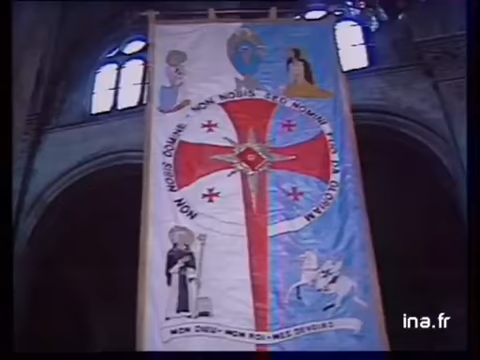 NON NOBIS DOMINE · NON NOBIS SED NOMINI TUO DA GLORIAM
MON DIEU · MON ROI · MES DEVOIRS
ina.fr